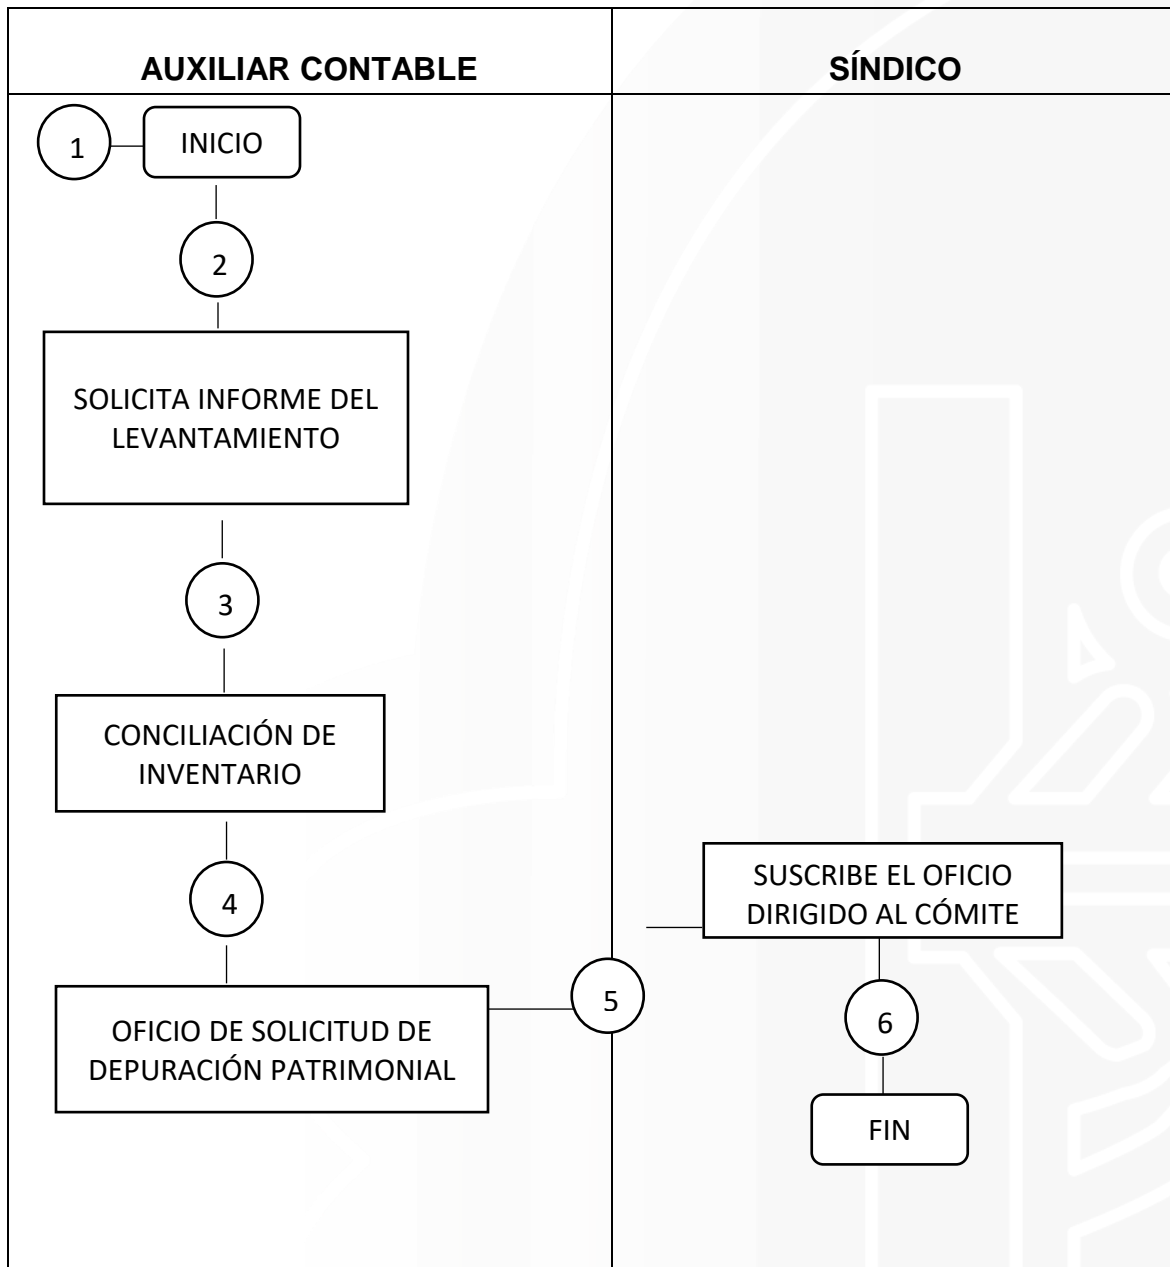 AUXILIAR CONTABLE
SÍNDICO
1
INICIO
2
SOLICITA INFORME DEL
LEVANTAMIENTO
3
CONCILIACIÓN DE
INVENTARIO
4
OFICIO DE SOLICITUD DE
DEPURACIÓN PATRIMONIAL
5
SUSCRIBE EL OFICIO
DIRIGIDO AL CÓMITE
6
FIN